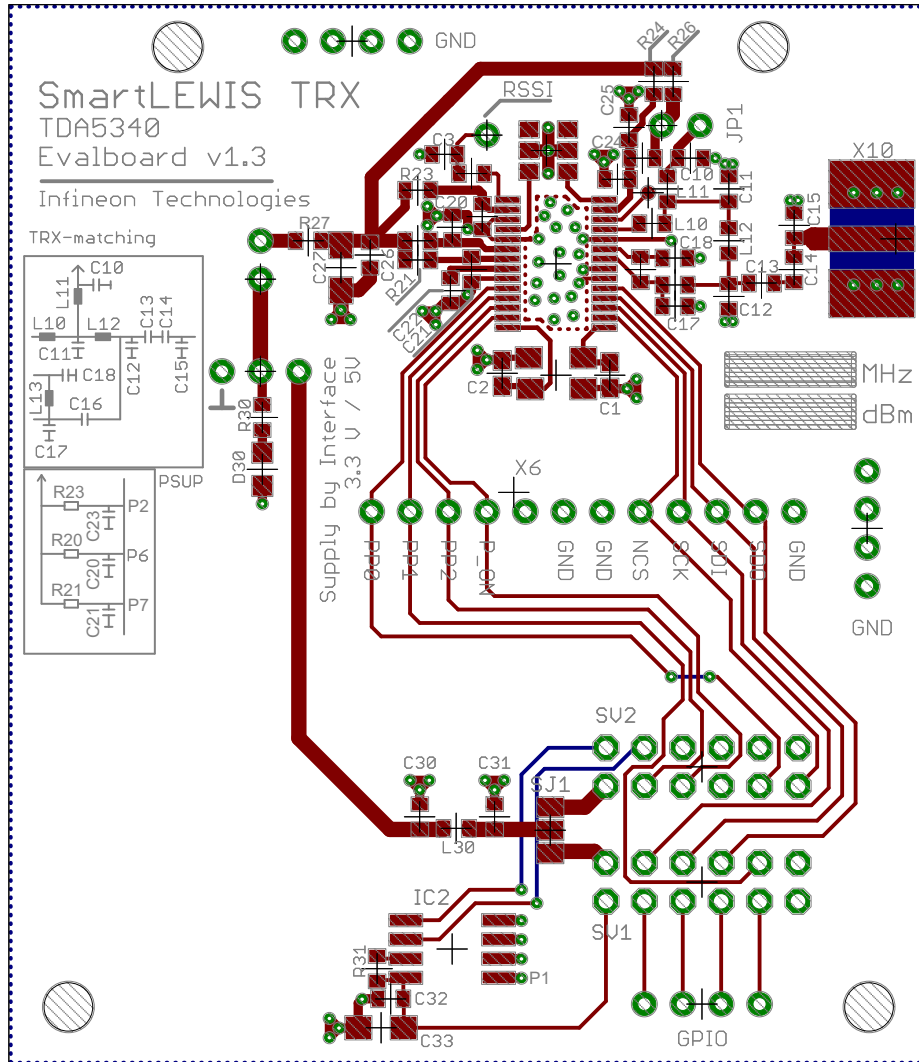 GND
R24
R26
SmartLEWIS TRX
TDA5340
Evalboard v1.3
Infineon Technologies
RSSI
C25
JP1
C3
C24
X10
R23
C10
L11
C11
C15
C20
L10
R27
L12
TRX-matching
C27
C26
C18
C13
C14
R21
C22
C21
C17
C12
C10
L11
C13
C14
L10
L12
C11
C12
C15
C18
L13
C16
C17
C2
C1
MHz
dBm
R30
D30
Supply by Interface
3.3 V / 5V
X6
PSUP
R23
P2
C23
R20
P6
C20
R21
P7
C21
PP0
PP1
PP2
P_ON
GND
GND
NCS
SCK
SDI
SDO
GND
GND
SV2
C30
C31
SJ1
L30
IC2
SV1
R31
P1
C32
C33
GPIO